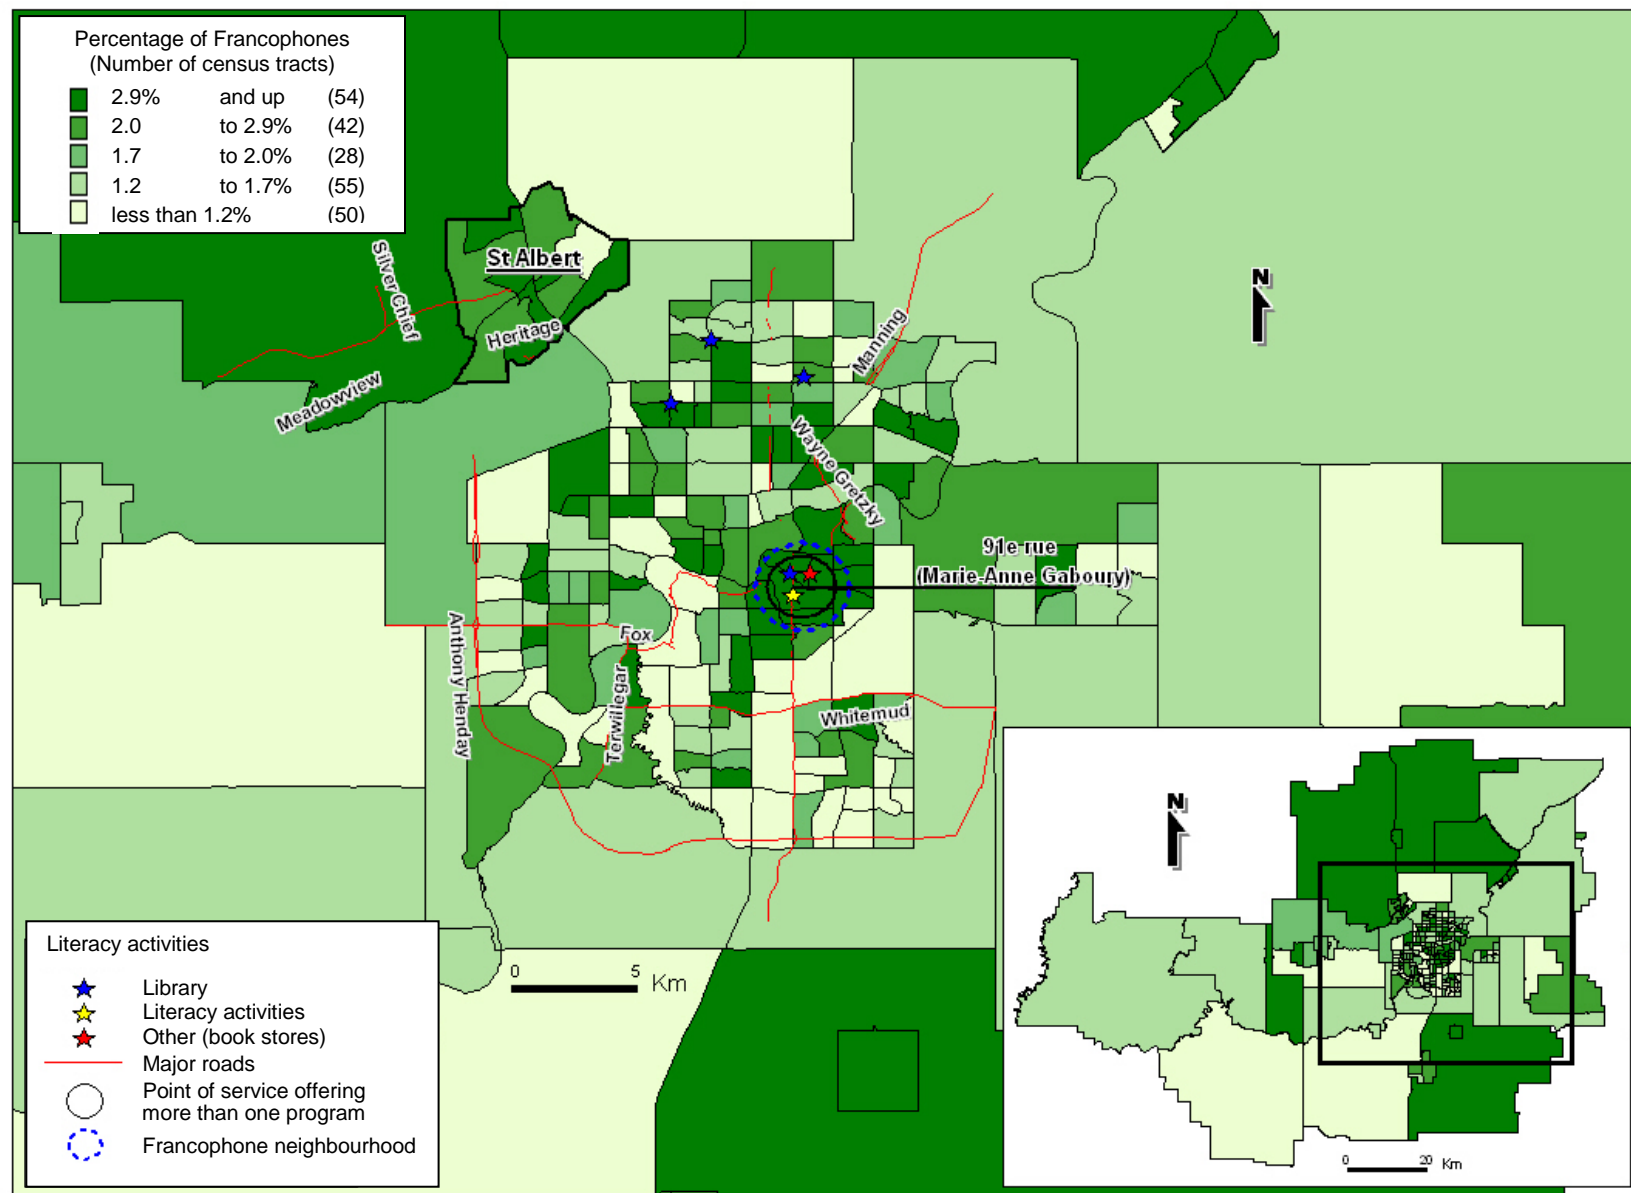 Percentage of Francophones
(Number of census tracts)
2.9% and up (54)
2.0 to 2.9% (42)
1.7 to 2.0% (28)
1.2 to 1.7% (55)
less than 1.2% (50)
St Albert
Silver Chief
Heritage
Meadowview
N
Manning
Wayne Gretzky
91e rue
(Marie-Anne Gaboury)
Anthony Henday
Fox
Terwillegar
Whitemud
N
Literacy activities
Library
Literacy activities
Other (book stores)
Major roads
Point of service offering
more than one program
Francophone neighbourhood
0 5 Km
0 20 Km